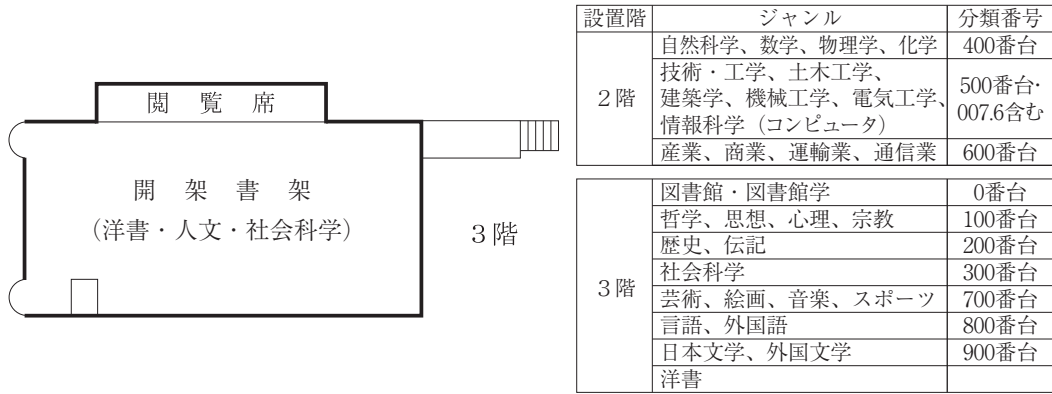 閲覧席
開架書架
(洋書・人文・社会科学)
3階
設置階 ジャンル 分類番号
2階
自然科学、数学、物理学、化学 400番台
技術・工学、土木工学、
建築学、機械工学、電気工学、
情報科学（コンピュータ）
500番台・
007.6含む
産業、商業、運輸業、通信業 600番台
3階
図書館・図書館学 0番台
哲学、思想、心理、宗教 100番台
歴史、伝記 200番台
社会科学 300番台
芸術、絵画、音楽、スポーツ 700番台
言語、外国語 800番台
日本文学、外国文学 900番台
洋書